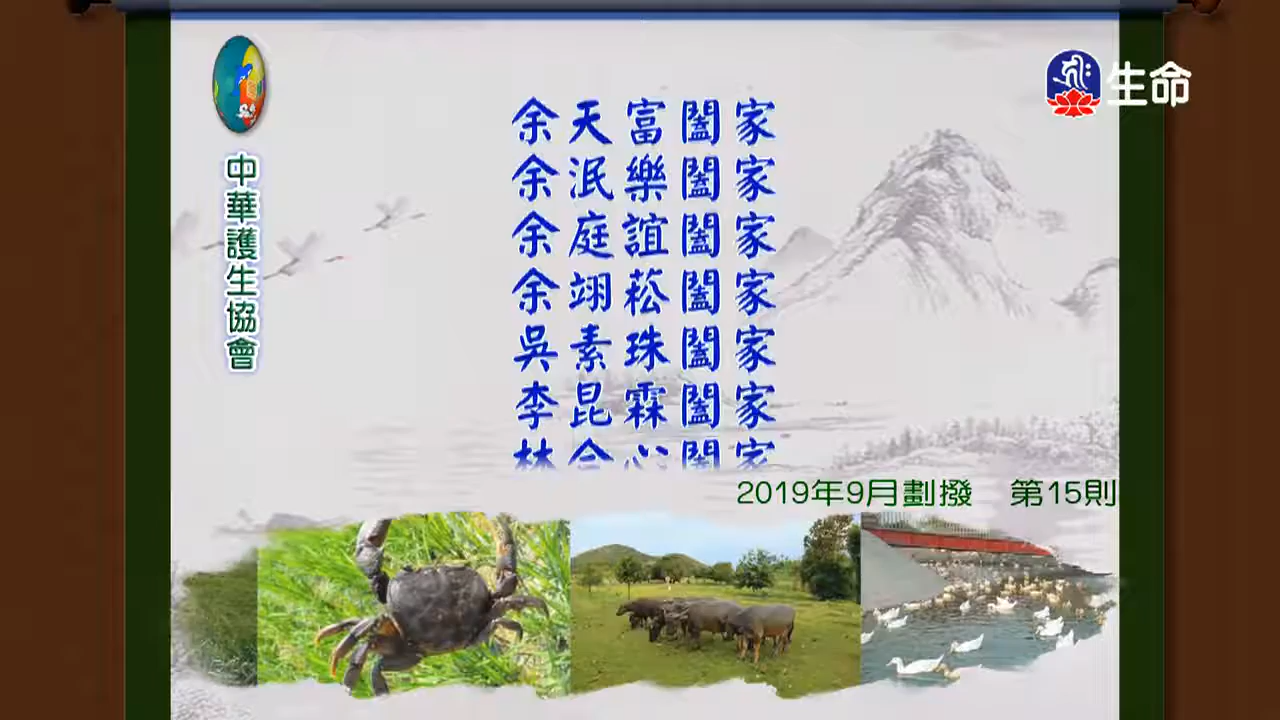 生命
中華護生協會
余天富闔家
余泯樂闔家
余庭誼闔家
余翊菘闔家
吳素珠闔家
李昆霖闔家
2019年9月劃撥 第15則